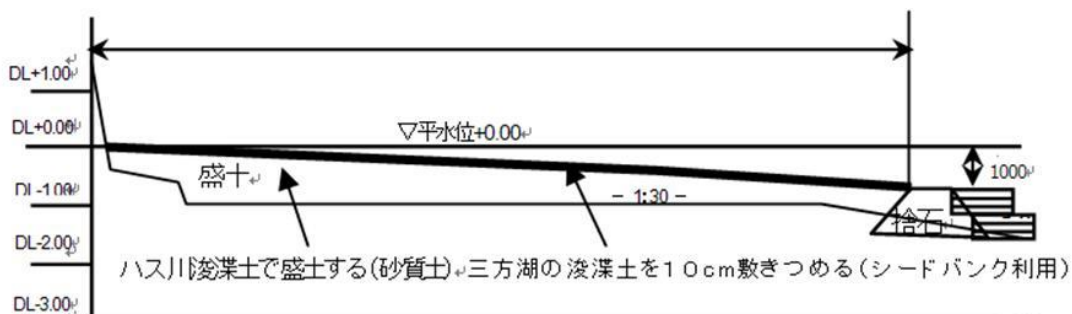 DL+1.00
DL+0.00
▽平水位+0.00
盛土
1000
DL-1.00
- 1:30 -
捨石
DL-2.00
ハス川浚渫土で盛土する(砂質土) 三方湖の浚渫土を10cm敷きつめる(シードバンク利用)
DL-3.00